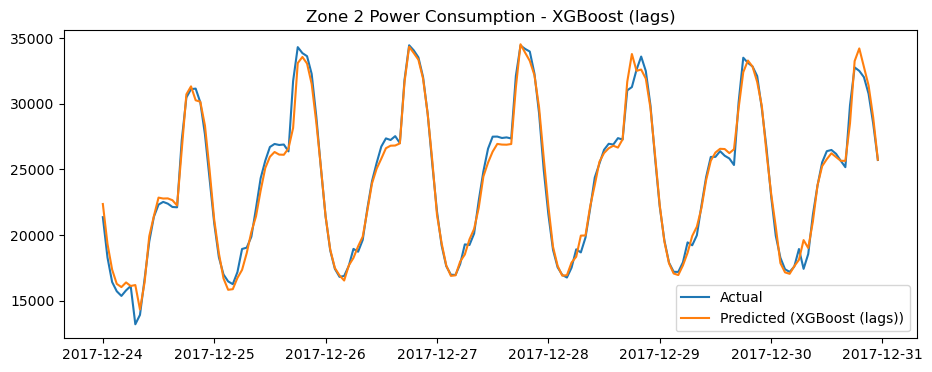 Zone 2 Power Consumption - XGBoost (lags)
35000
30000
25000
20000
15000
Actual
Predicted (XGBoost (lags))
2017-12-24 2017-12-25 2017-12-26 2017-12-27 2017-12-28 2017-12-29 2017-12-30 2017-12-31